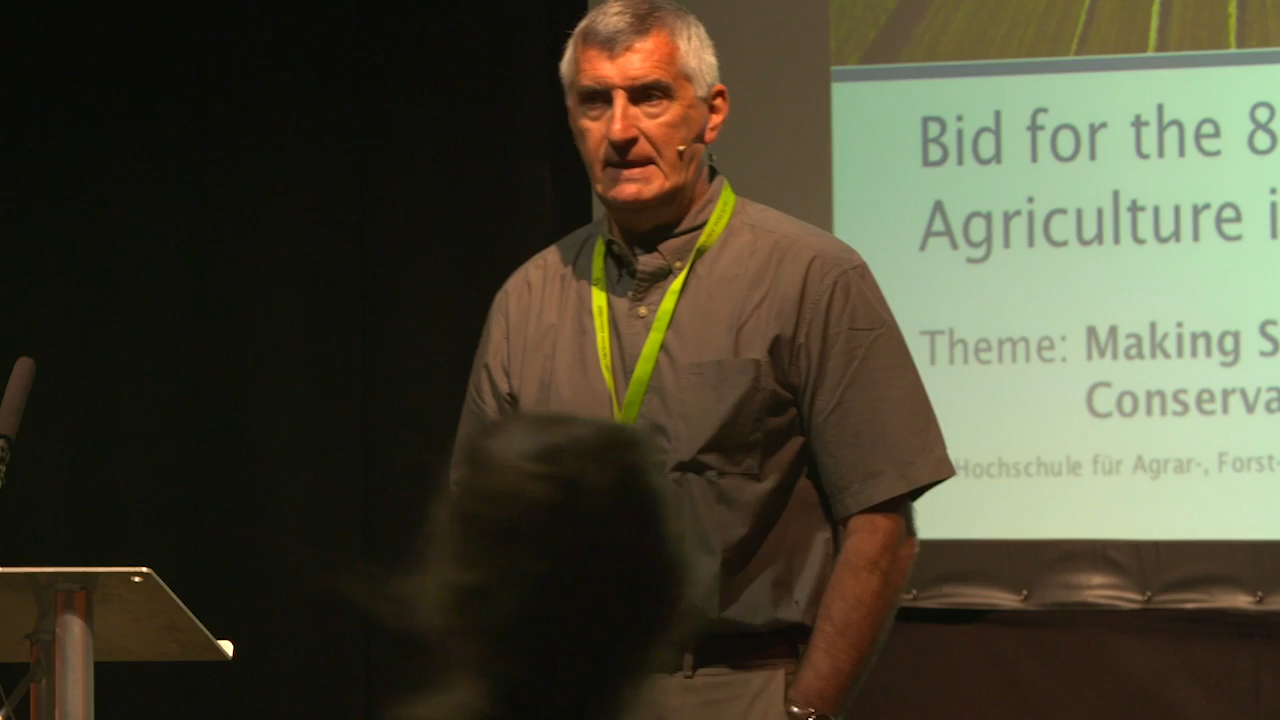 Bid for the 8
Agriculture i
Theme: Making S
Conserva
Hochschule für Agrar-, Forst-